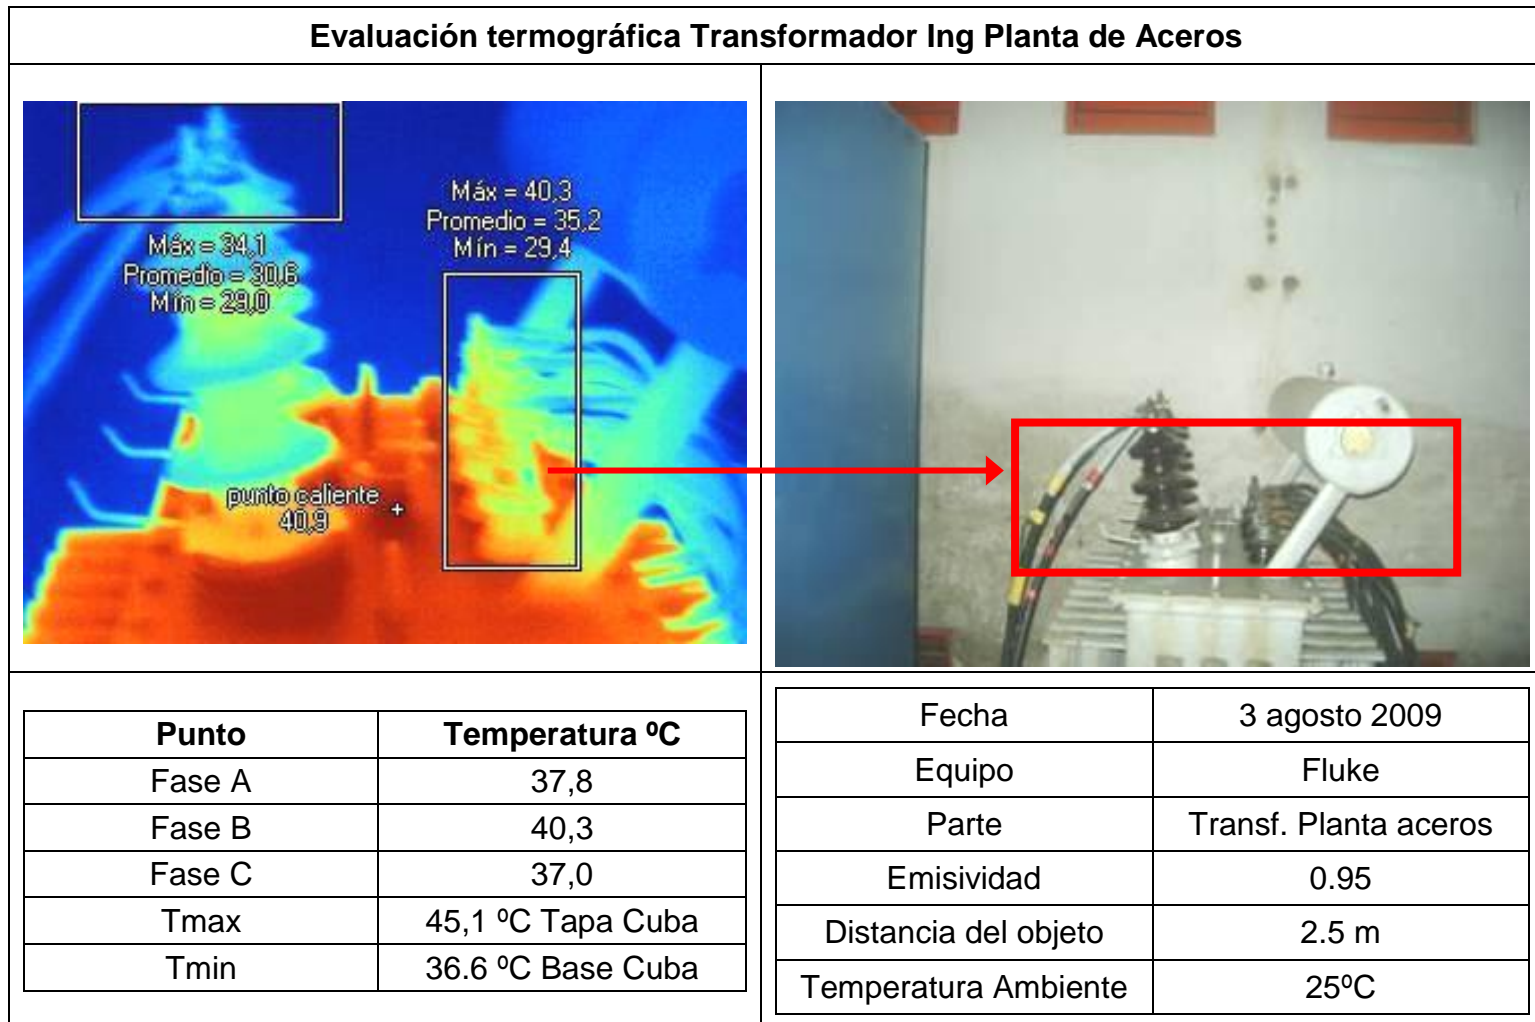 Evaluación termográfica Transformador Ing Planta de Aceros
Máx = 34,1
Promedio = 30,6
Mín = 29,0
Máx = 40,3
Promedio = 35,2
Mín = 29,4
punto caliente
40,9
Punto Temperatura ºC
Fase A 37,8
Fase B 40,3
Fase C 37,0
Tmax 45,1 ºC Tapa Cuba
Tmin 36.6 ºC Base Cuba
Fecha 3 agosto 2009
Equipo Fluke
Parte Transf. Planta aceros
Emisividad 0.95
Distancia del objeto 2.5 m
Temperatura Ambiente 25ºC